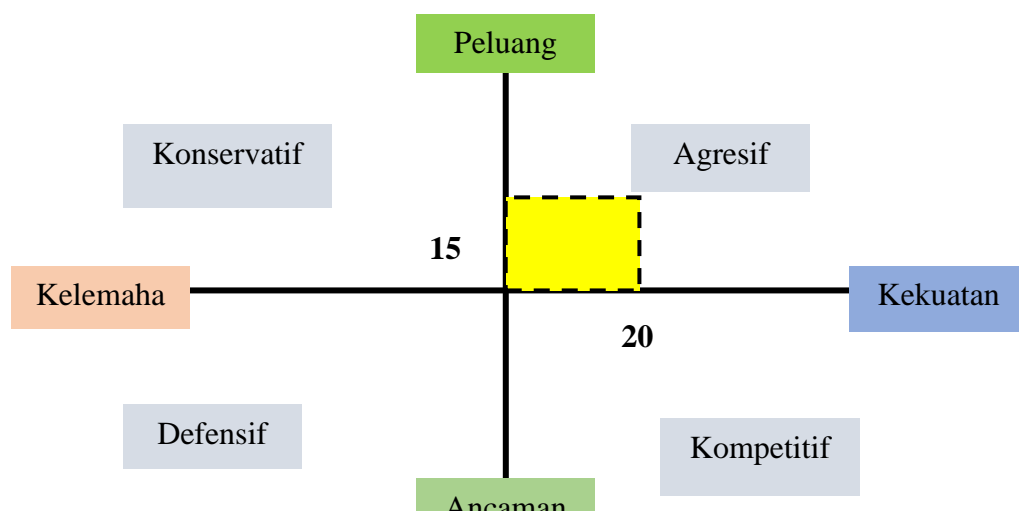 Peluang
Konservatif
Agresif
15
Kelemaha
Kekuatan
20
Defensif
Kompetitif
Ancaman